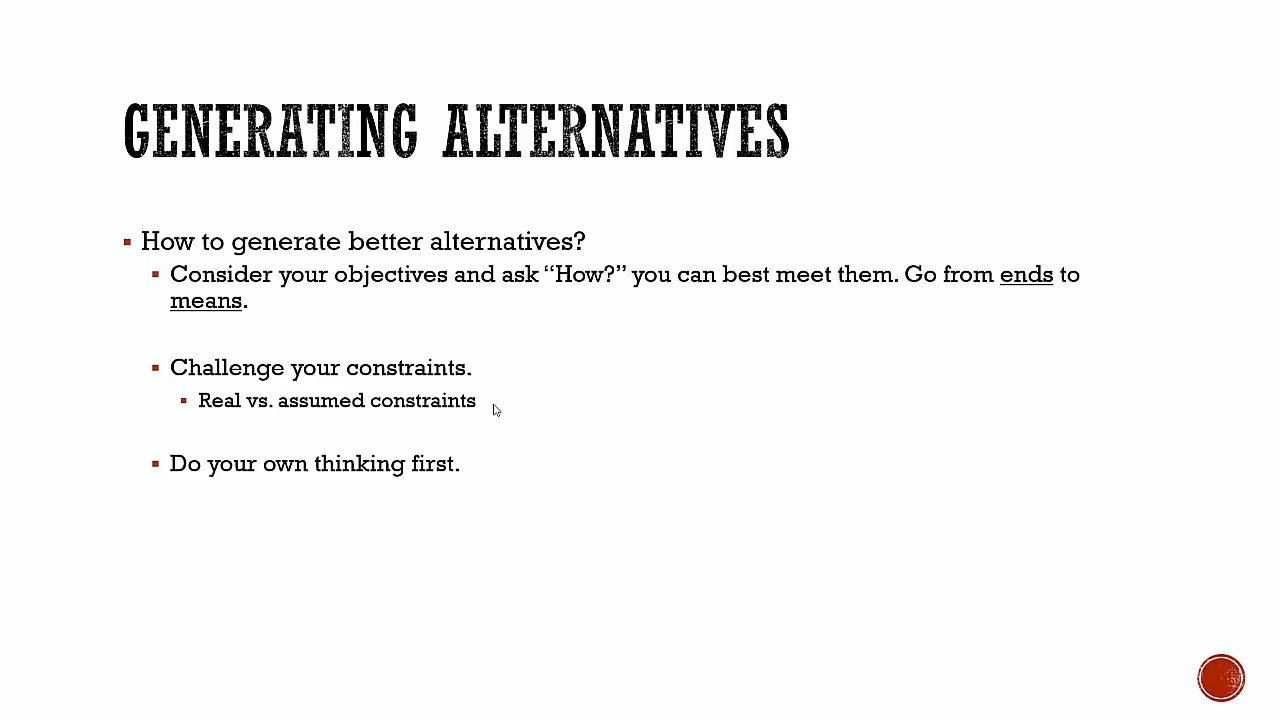 GENERATING ALTERNATIVES
How to generate better alternatives?
Consider your objectives and ask “How?” you can best meet them. Go from ends to
means.
Challenge your constraints.
Real vs. assumed constraints
Do your own thinking first.